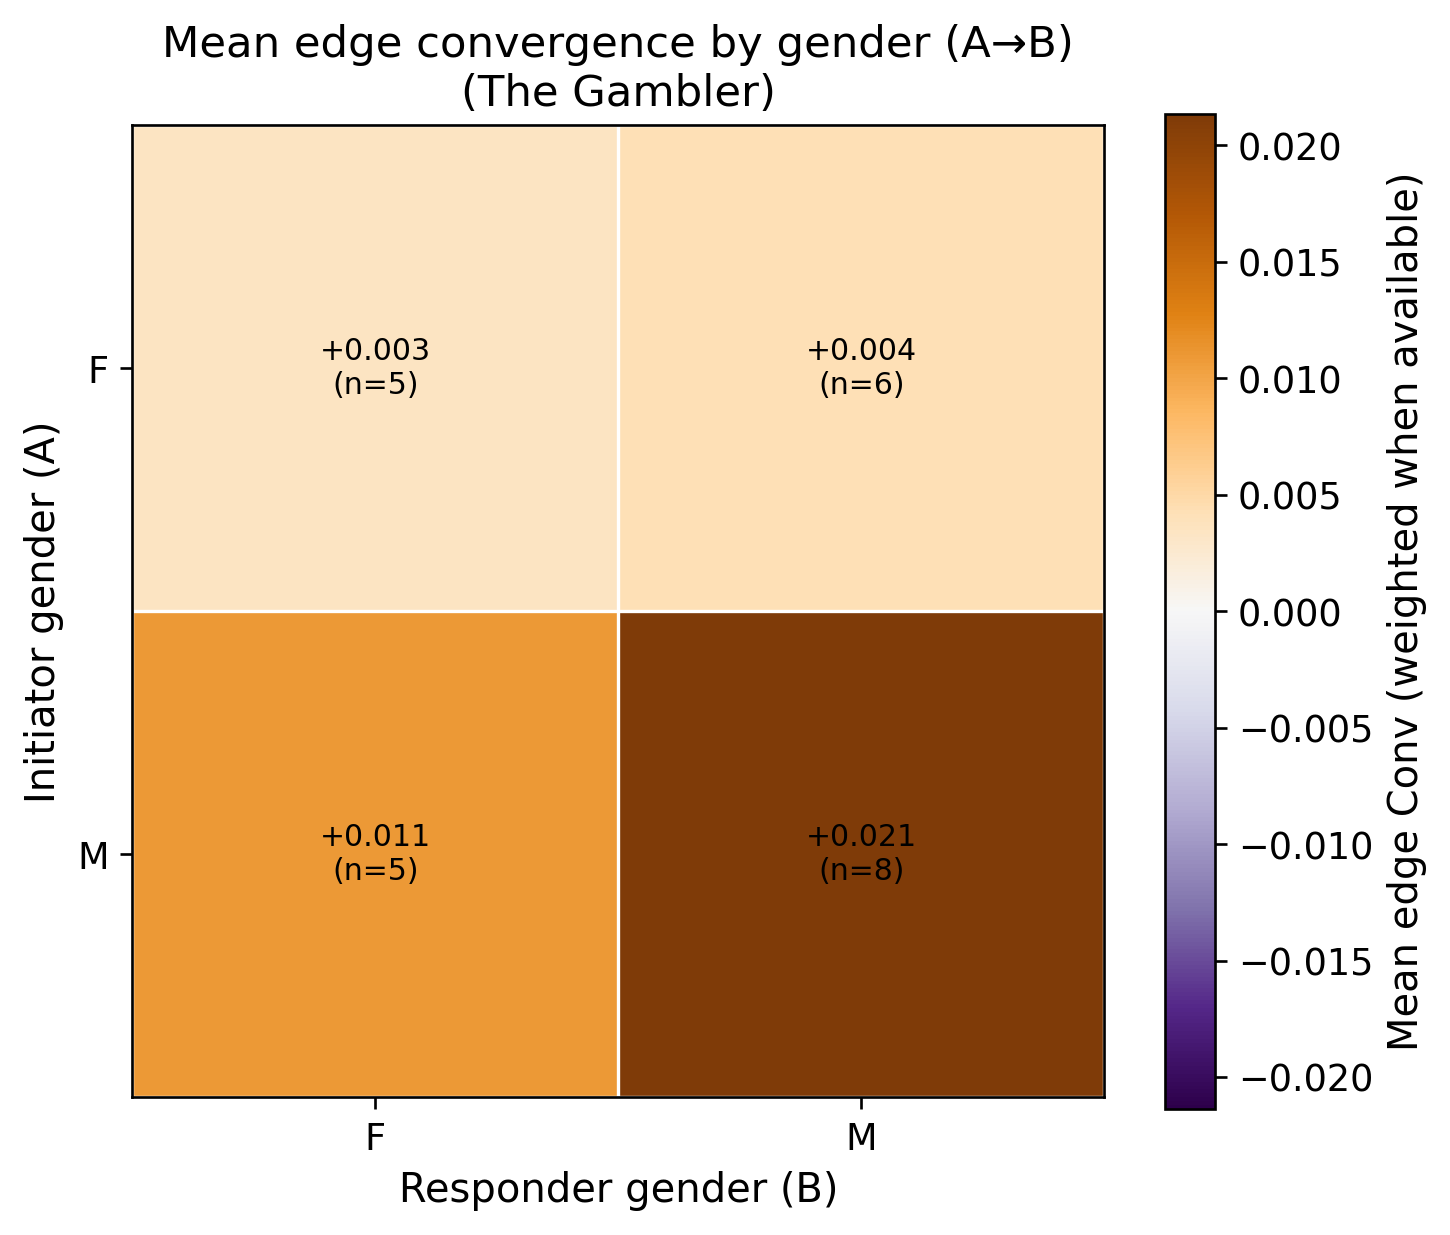 Mean edge convergence by gender (A→B)
(The Gambler)
Initiator gender (A)
F
M
+0.003
(n=5)
+0.004
(n=6)
+0.011
(n=5)
+0.021
(n=8)
F
M
Responder gender (B)
0.020
0.015
0.010
0.005
0.000
−0.005
−0.010
−0.015
−0.020
Mean edge Conv (weighted when available)